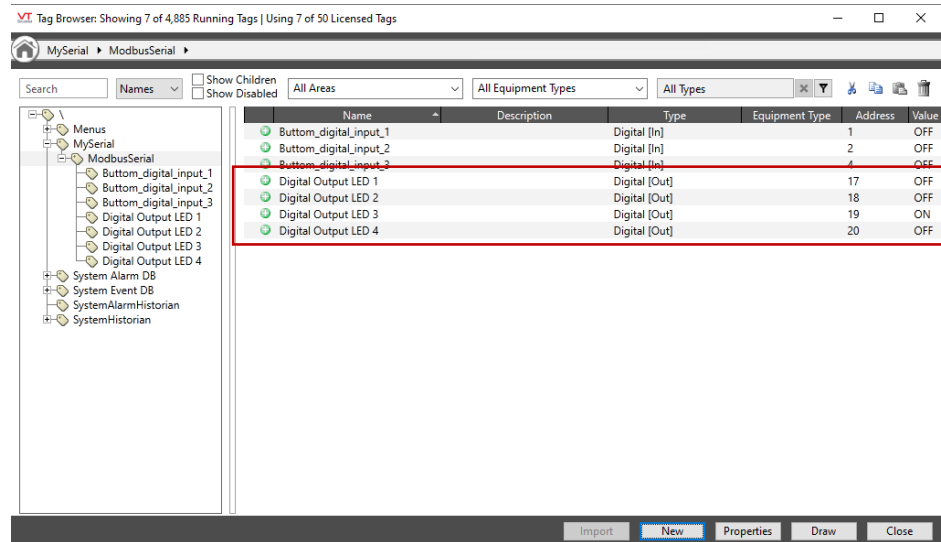 VT Tag Browser: Showing 7 of 4,885 Running Tags | Using 7 of 50 Licensed Tags
MySerial ModbusSerial
Search Names Show Children All Areas All Equipment Types All Types
Show Disabled
\
Menus
MySerial
ModbusSerial
Buttom_digital_input_1
Buttom_digital_input_2
Buttom_digital_input_3
Digital Output LED 1
Digital Output LED 2
Digital Output LED 3
Digital Output LED 4
System Alarm DB
System Event DB
SystemAlarmHistorian
SystemHistorian
Name Description Type Equipment Type Address Value
Buttom_digital_input_1 Digital [In] 1 OFF
Buttom_digital_input_2 Digital [In] 2 OFF
Buttom_digital_input_3 Digital [In] 4 OFF
Digital Output LED 1 Digital [Out] 17 OFF
Digital Output LED 2 Digital [Out] 18 OFF
Digital Output LED 3 Digital [Out] 19 ON
Digital Output LED 4 Digital [Out] 20 OFF
Import New Properties Draw Close